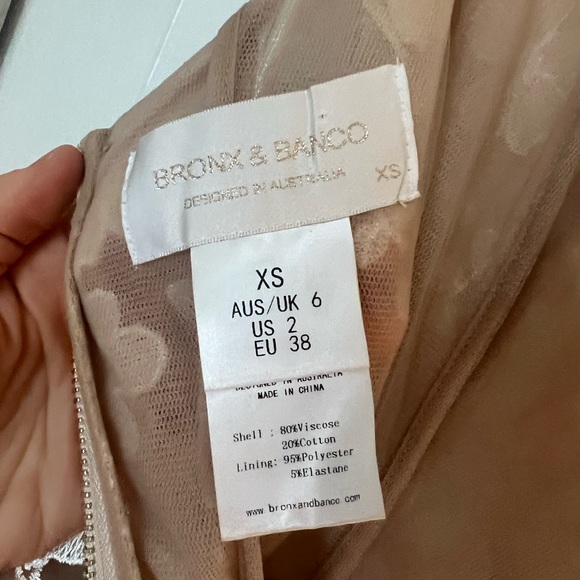 BRONX & BANCO
DESIGNED IN AUSTRALIA
XS
XS
AUS/UK 6
US 2
EU 38
DESIGNED IN AUSTRALIA
MADE IN CHINA
Shell : 80%Viscose
20%Cotton
Lining: 95%Polyester
5%Elastane
www.bronxandbanco.com